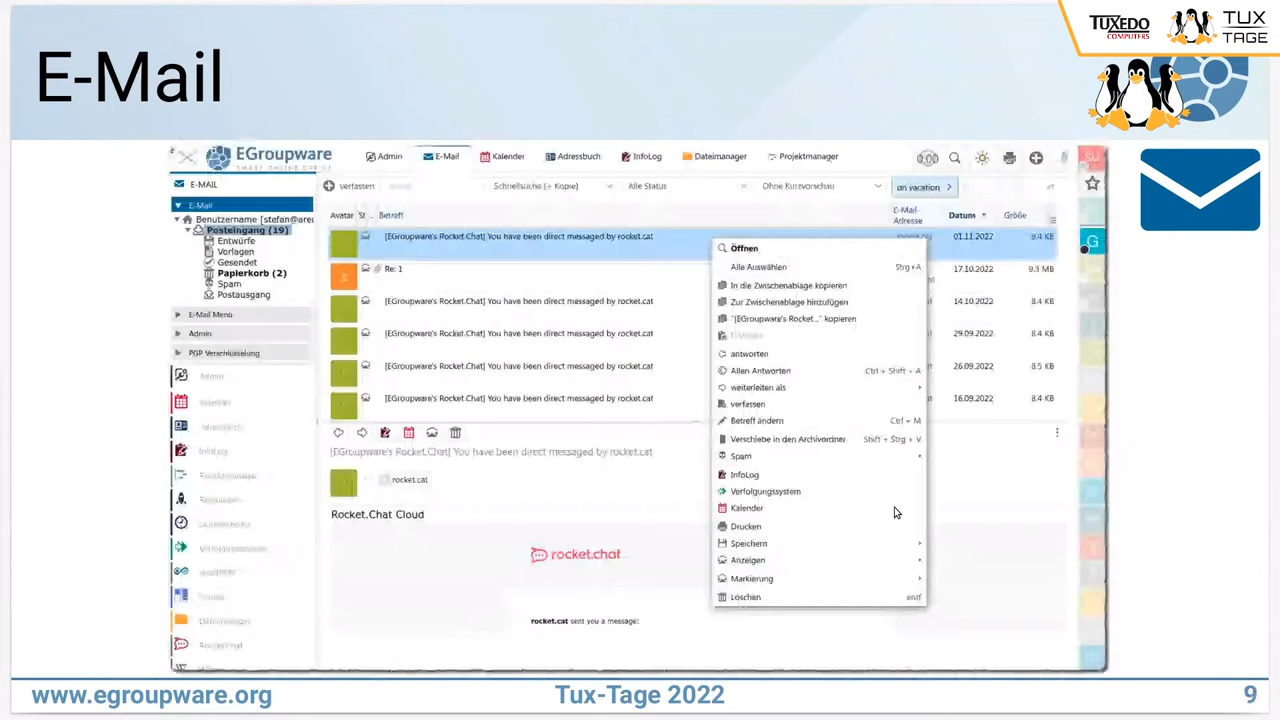 E-Mail
TUXEDO
COMPUTERS
TUX
TAGE
EGroupware
Admin
E-Mail
Kalender
Adressbuch
InfoLog
Dateimanager
Projektmanager
E-MAIL
verfassen
Schnellsuche (+ Kopie)
Alle Status
Ohne Kurzvorschau
on vacation
E-Mail
Benutzername [stefan@
Posteingang (19)
Entwürfe
Vorlagen
Gesendet
Papierkorb (2)
Spam
Postausgang
E-Mail Menü
Admin
PGP Verschlüsselung
Admin
InfoLog
Avatar
Betreff
E-Mail-
Adresse
Datum
Größe
[EGroupware's Rocket.Chat] You have been direct messaged by rocket.cat
01.11.2022
8.4 KB
Re: 1
17.10.2022
9.3 MB
[EGroupware's Rocket.Chat] You have been direct messaged by rocket.cat
14.10.2022
8.4 KB
[EGroupware's Rocket.Chat] You have been direct messaged by rocket.cat
29.09.2022
8.4 KB
[EGroupware's Rocket.Chat] You have been direct messaged by rocket.cat
26.09.2022
8.5 KB
[EGroupware's Rocket.Chat] You have been direct messaged by rocket.cat
16.09.2022
8.4 KB
Öffnen
Alle Auswählen Strg+A
In die Zwischenablage kopieren
Zur Zwischenablage hinzufügen
"[EGroupware's Rocket..." kopieren
antworten
Allen Antworten Ctrl + Shift + A
weiterleiten als
verfassen
Betreff ändern Ctrl + M
Verschiebe in den Archivordner Shift + Strg + V
Spam
InfoLog
Verfolgungssystem
Kalender
Drucken
Speichern
Anzeigen
Markierung
Löschen entf
[EGroupware's Rocket.Chat] You have been direct messaged by rocket.cat
rocket.cat
Rocket.Chat Cloud
rocket.chat
rocket.cat sent you a message:
www.egroupware.org
Tux-Tage 2022
9